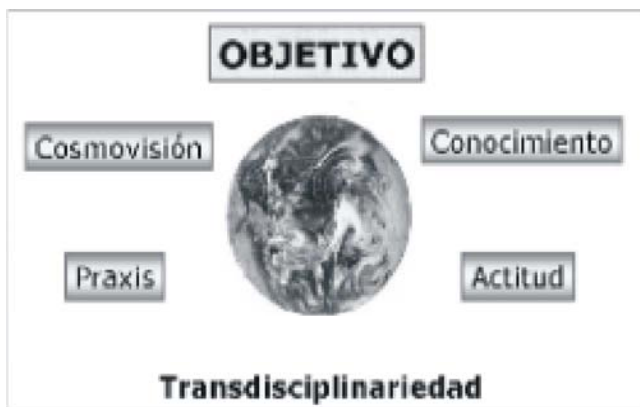 OBJETIVO
Cosmovisión
Conocimiento
Praxis
Actitud
Transdisciplinariedad